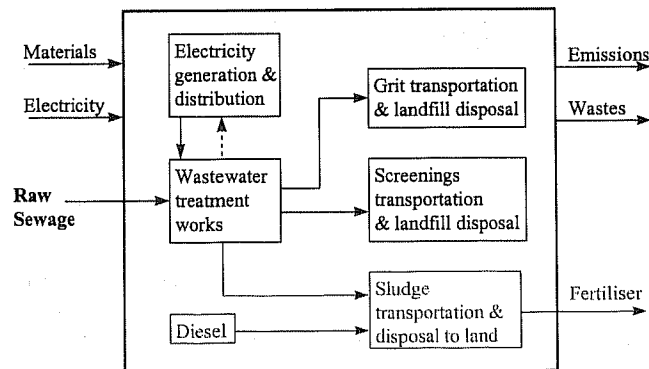 Materials
Electricity
Raw
Sewage
Electricity
generation &
distribution
Wastewater
treatment
works
Diesel
Grit transportation
& landfill disposal
Screenings
transportation
& landfill disposal
Sludge
transportation &
disposal to land
Emissions
Wastes
Fertiliser